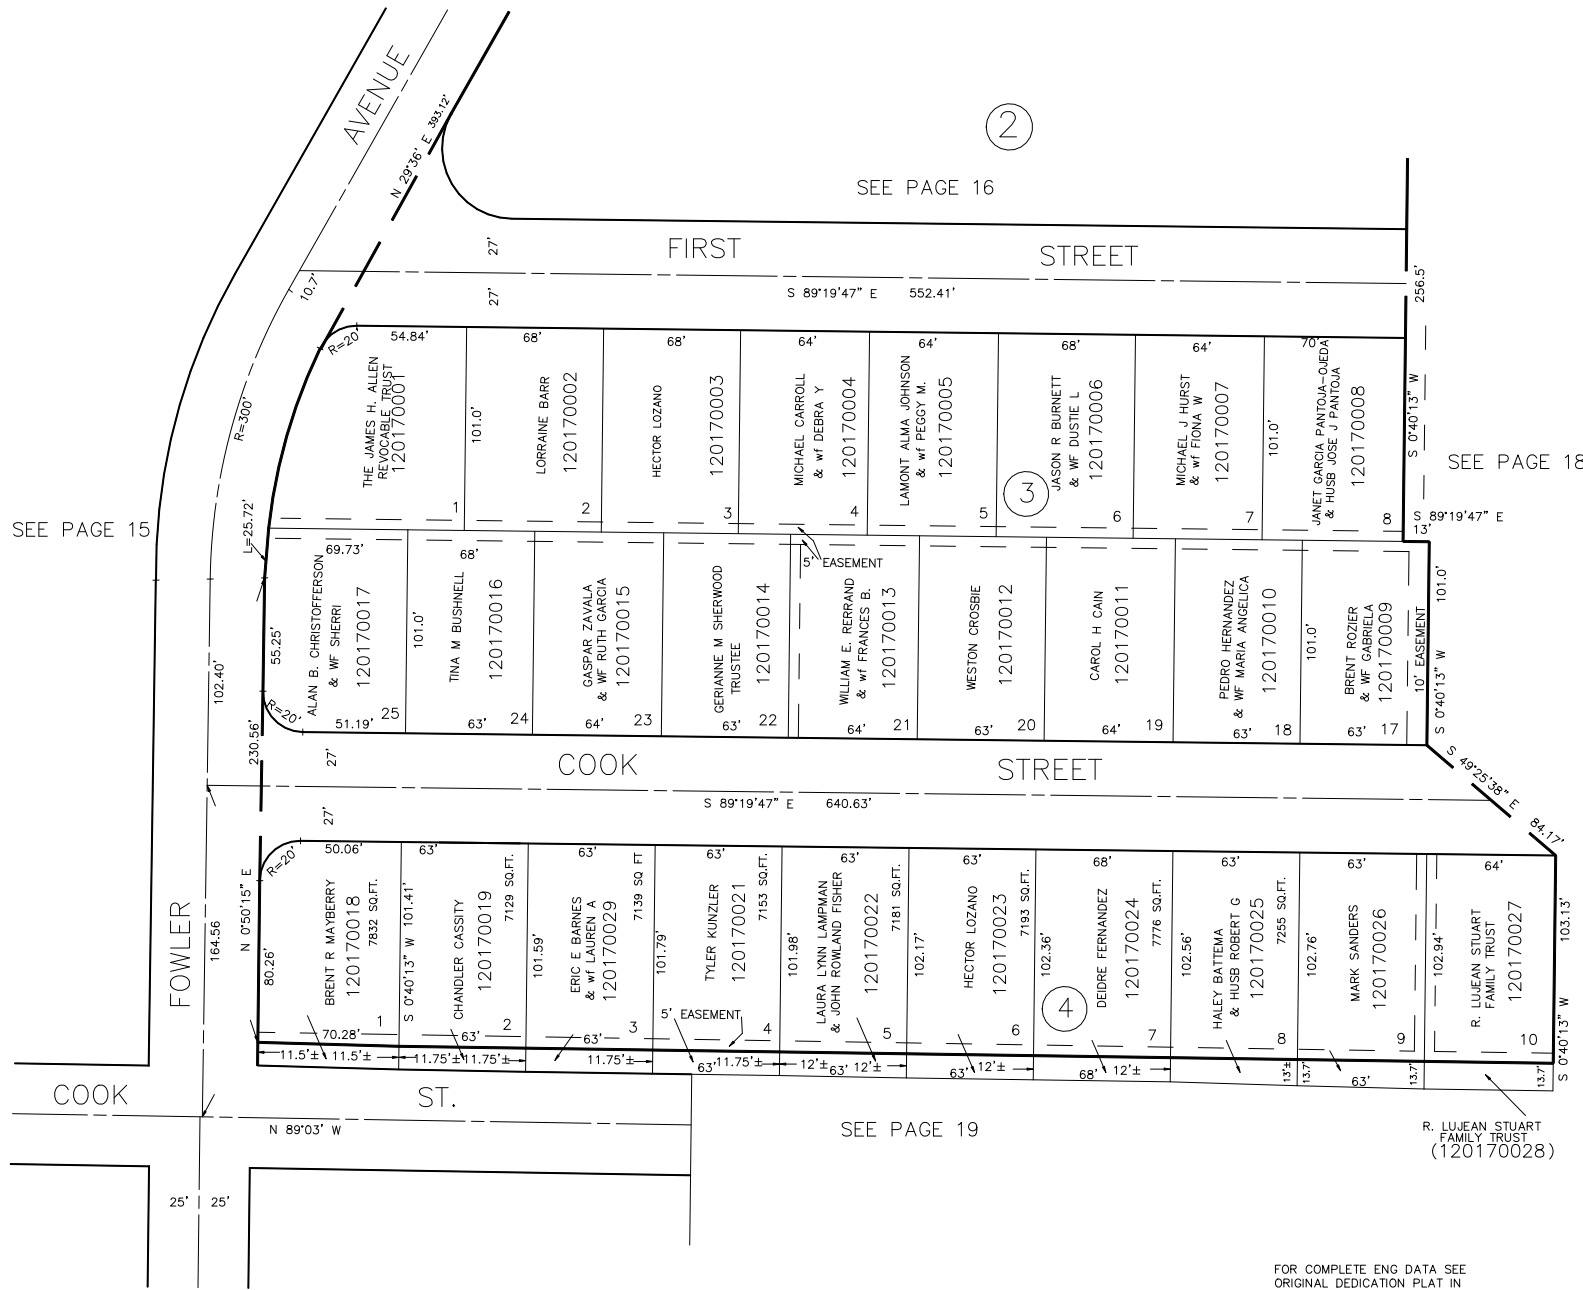 AVENUE
N 29°36' E 393.12'
2
SEE PAGE 16
27'
FIRST
STREET
27'
10.7'
S 89°19'47" E 552.41'
256.5'
R=20'
54.84'
68'
68'
64'
64'
68'
64'
70'
THE JAMES H. ALLEN
REVOCABLE TRUST
120170001
1
101.0'
LORRAINE BARR
120170002
2
HECTOR LOZANO
120170003
3
MICHAEL CARROLL
& wf DEBRA Y
120170004
4
LAMONT ALMA JOHNSON
& wf PEGGY M.
120170005
5
3
JASON R BURNETT
& WF DUSTIE L
120170006
6
MICHAEL J HURST
& wf FIONA W
120170007
7
101.0'
JANET GARCIA PANTOJA-OJEDA
& HUSB JOSE J PANTOJA
120170008
8
S 0°40'13" W
SEE PAGE 18
S 89°19'47" E
13'
R=300'
SEE PAGE 15
L=25.72'
5' EASEMENT
69.73'
68'
ALAN B. CHRISTOFFERSON
& WF SHERRI
120170017
55.25'
51.19'
25
101.0'
TINA M BUSHNELL
120170016
63'
24
GASPAR ZAVALA
& WF RUTH GARCIA
120170015
64'
23
GERIANNE M SHERWOOD
TRUSTEE
120170014
63'
22
WILLIAM E. RERRAND
& wf FRANCES B.
120170013
64'
21
WESTON CROSBIE
120170012
63'
20
CAROL H CAIN
120170011
64'
19
PEDRO HERNANDEZ
& WF MARIA ANGELICA
120170010
63'
18
101.0'
BRENT ROZIER
& WF GABRIELA
120170009
63'
17
10' EASEMENT
101.0'
S 0°40'13" W
102.40'
R=20'
230.56'
27'
COOK
STREET
S 49°25'38" E 84.17'
S 89°19'47" E 640.63'
27'
R=20'
50.06'
63'
63'
63'
63'
63'
68'
63'
63'
64'
FOWLER
164.56
N 0°50'15" E
80.26'
BRENT R MAYBERRY
120170018
7832 SQ.FT.
70.28'
1
S 0°40'13" W 101.41'
CHANDLER CASSITY
120170019
7129 SQ.FT.
63'
2
101.59'
ERIC E BARNES
& wf LAUREN A
120170029
7139 SQ FT
63'
3
101.79'
TYLER KUNZLER
120170021
7153 SQ.FT.
5' EASEMENT
4
101.98'
LAURA LYNN LAMPMAN
& JOHN ROWLAND FISHER
120170022
7181 SQ.FT.
5
102.17'
HECTOR LOZANO
120170023
7193 SQ.FT.
6
102.36'
4
DEIDRE FERNANDEZ
120170024
7776 SQ.FT.
7
102.56'
HALEY BATTEMA
& HUSB ROBERT G
120170025
7255 SQ.FT.
8
102.76'
MARK SANDERS
120170026
9
102.94'
R. LUJEAN STUART
FAMILY TRUST
120170027
10
103.13'
S 0°40'13" W
11.5'± 11.5'± 11.75'± 11.75'± 11.75'± 63' 11.75'± 12'± 63' 12'± 63' 12'± 68' 12'± 13'± 13.7' 63' 13.7' 13.7'
COOK
ST.
N 89°03' W
SEE PAGE 19
R. LUJEAN STUART
FAMILY TRUST
(120170028)
25' 25'
FOR COMPLETE ENG DATA SEE
ORIGINAL DEDICATION PLAT IN